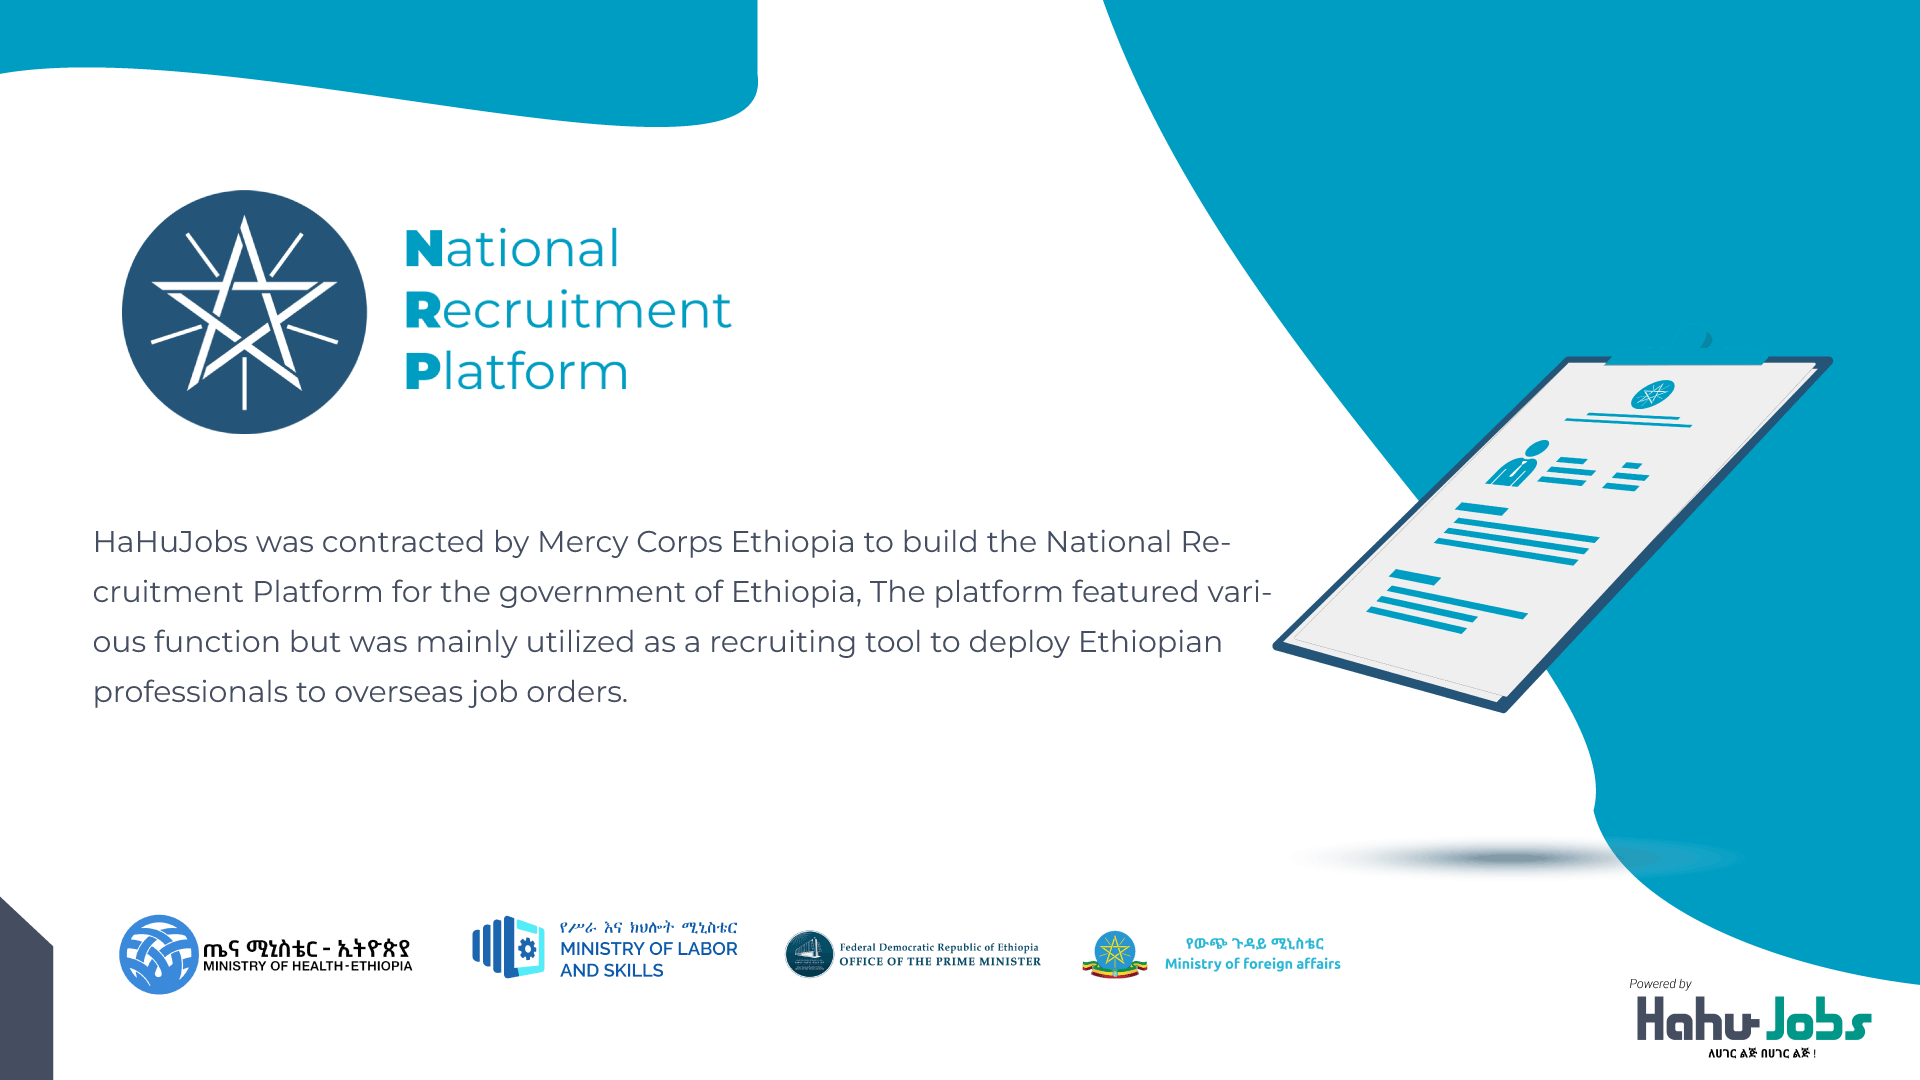 National
Recruitment
Platform
HaHuJobs was contracted by Mercy Corps Ethiopia to build the National Re-
cruitment Platform for the government of Ethiopia, The platform featured vari-
ous function but was mainly utilized as a recruiting tool to deploy Ethiopian
professionals to overseas job orders.
ጤና ሚኒስቴር - ኢትዮጵያ
MINISTRY OF HEALTH-ETHIOPIA
የሥራ እና ክህሎት ሚኒስቴር
MINISTRY OF LABOR
AND SKILLS
Federal Democratic Republic of Ethiopia
OFFICE OF THE PRIME MINISTER
የውጭ ጉዳይ ሚኒስቴር
Ministry of foreign affairs
Powered by
Hahu Jobs
ለሀገር ልጅ በሀገር ልጅ !